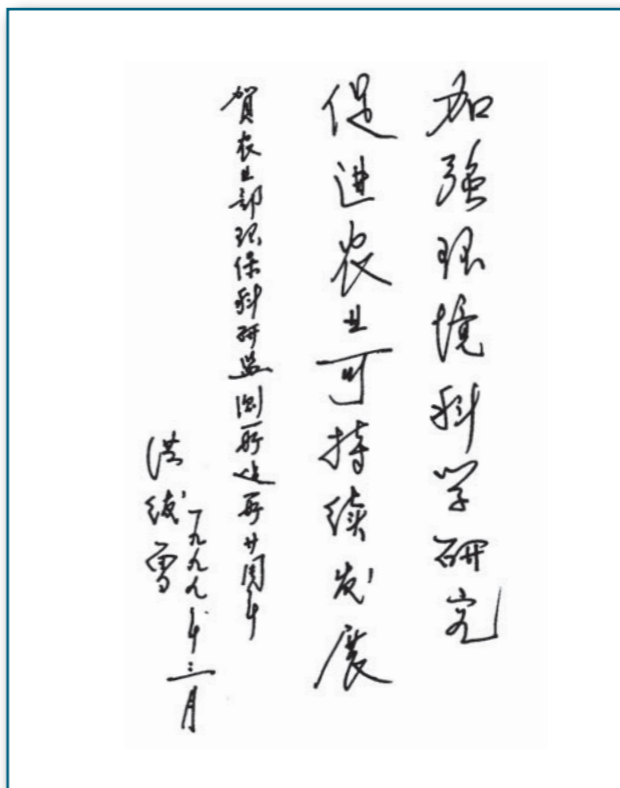 加强环境科学研究
促进农业可持续发展
賀农业部环保科研监测所建所廿周年
洪绂曾
一九九九年三月